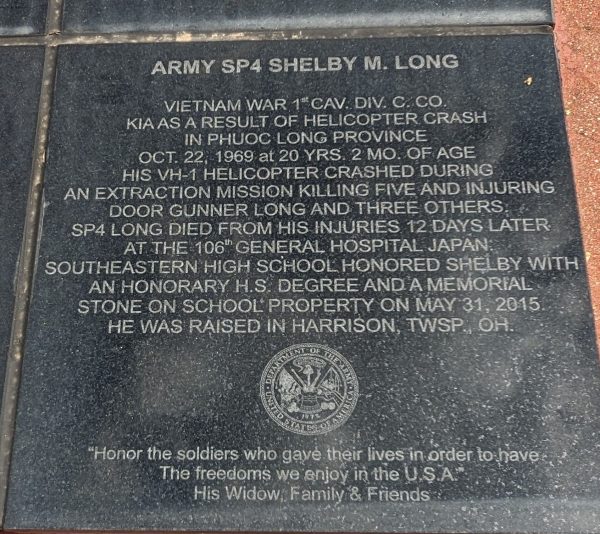 ARMY SP4 SHELBY M. LONG
VIETNAM WAR 1st CAV. DIV. C. CO.
KIA AS A RESULT OF HELICOPTER CRASH
IN PHUOC LONG PROVINCE
OCT. 22, 1969 at 20 YRS. 2 MO. OF AGE
HIS VH-1 HELICOPTER CRASHED DURING
AN EXTRACTION MISSION KILLING FIVE AND INJURING
DOOR GUNNER LONG AND THREE OTHERS.
SP4 LONG DIED FROM HIS INJURIES 12 DAYS LATER
AT THE 106th GENERAL HOSPITAL JAPAN.
SOUTHEASTERN HIGH SCHOOL HONORED SHELBY WITH
AN HONORARY H.S. DEGREE AND A MEMORIAL
STONE ON SCHOOL PROPERTY ON MAY 31, 2015.
HE WAS RAISED IN HARRISON, TWSP., OH.
DEPARTMENT OF THE ARMY
UNITED STATES OF AMERICA
1775
"Honor the soldiers who gave their lives in order to have
The freedoms we enjoy in the U.S.A."
His Widow, Family & Friends